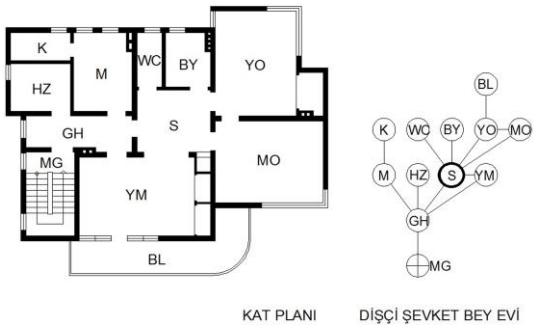 K
M
WC
BY
YO
HZ
GH
S
MG
MO
YM
BL
BL
K
WC
BY
YO
MO
M
HZ
S
YM
GH
MG
KAT PLANI
DİŞÇİ ŞEVKET BEY EVİ